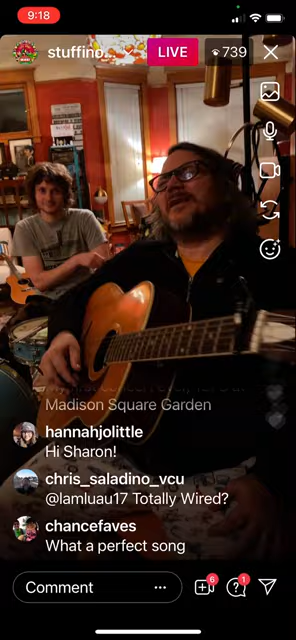 9:18
stuffino...
LIVE
739
Madison Square Garden
hannahjolittle
Hi Sharon!
chris_saladino_vcu
@lamluau17 Totally Wired?
chancefaves
What a perfect song
Comment
6
1